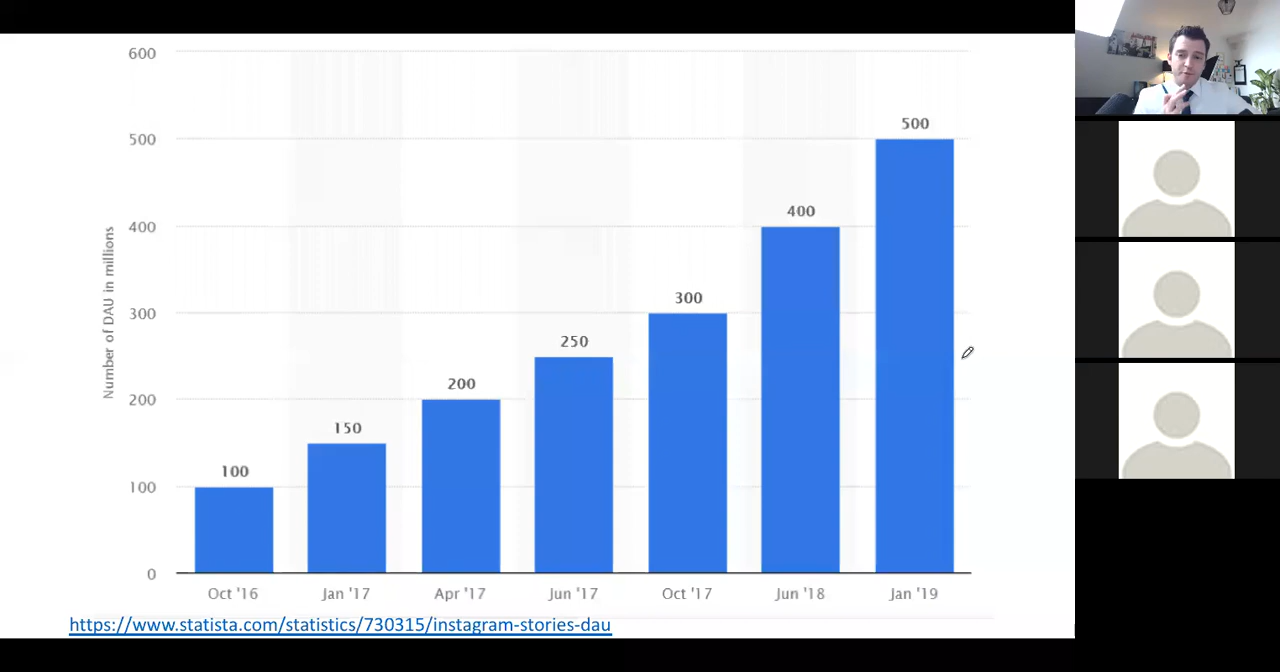 600
500
400
300
200
100
0
Number of DAU in millions
100
150
200
250
300
400
500
Oct '16
Jan '17
Apr '17
Jun '17
Oct '17
Jun '18
Jan '19
https://www.statista.com/statistics/730315/instagram-stories-dau